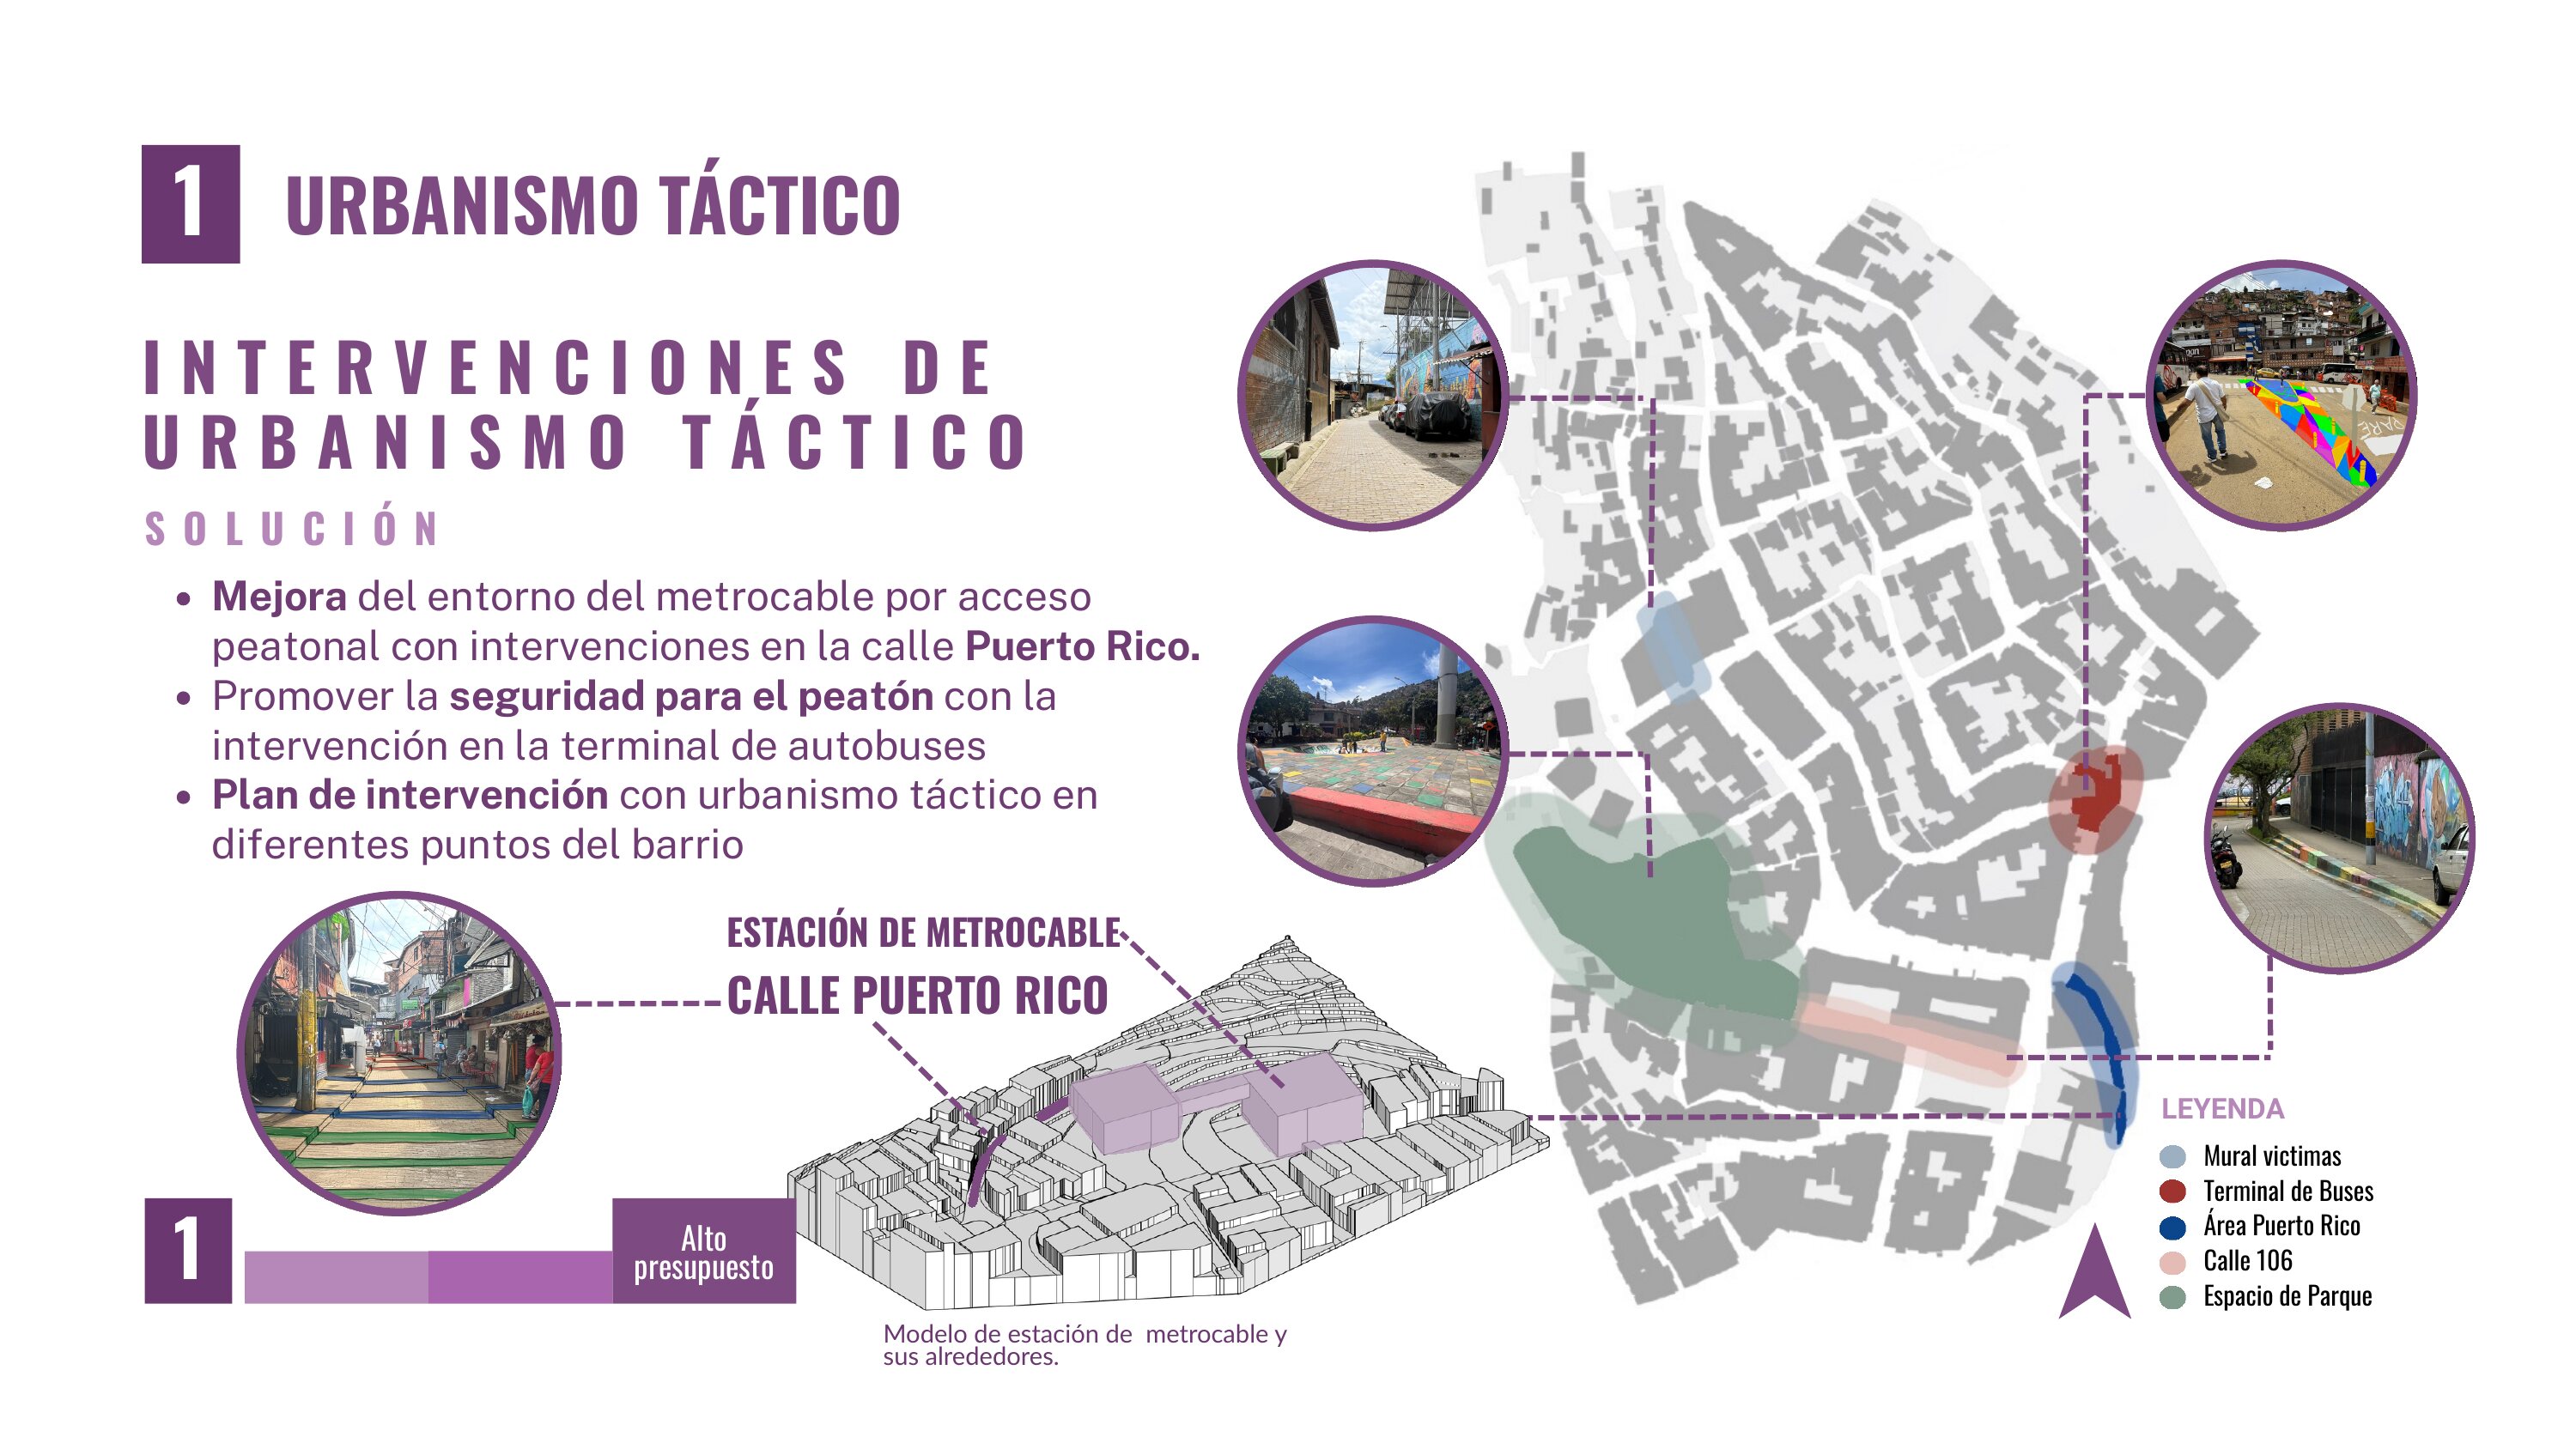 1
URBANISMO TÁCTICO
INTERVENCIONES DE
URBANISMO TÁCTICO
SOLUCIÓN
• Mejora del entorno del metrocable por acceso
peatonal con intervenciones en la calle Puerto Rico.
• Promover la seguridad para el peatón con la
intervención en la terminal de autobuses
• Plan de intervención con urbanismo táctico en
diferentes puntos del barrio
ESTACIÓN DE METROCABLE
CALLE PUERTO RICO
1
Alto
presupuesto
Modelo de estación de metrocable y
sus alrededores.
PARE
LEYENDA
Mural victimas
Terminal de Buses
Área Puerto Rico
Calle 106
Espacio de Parque